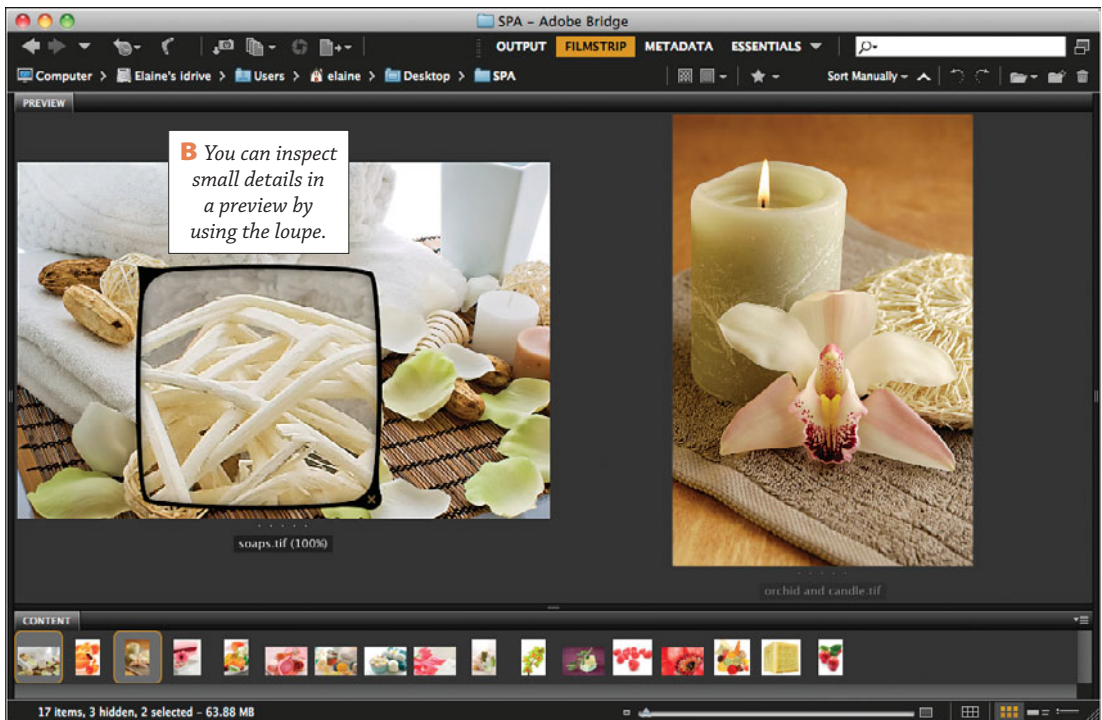 SPA – Adobe Bridge
OUTPUT FILMSTRIP METADATA ESSENTIALS
Computer > Elaine's idrive > Users > elaine > Desktop > SPA
Sort Manually
PREVIEW
B You can inspect
small details in
a preview by
using the loupe.
soaps.tif (100%)
orchid and candle.tif
CONTENT
17 items, 3 hidden, 2 selected – 63.88 MB